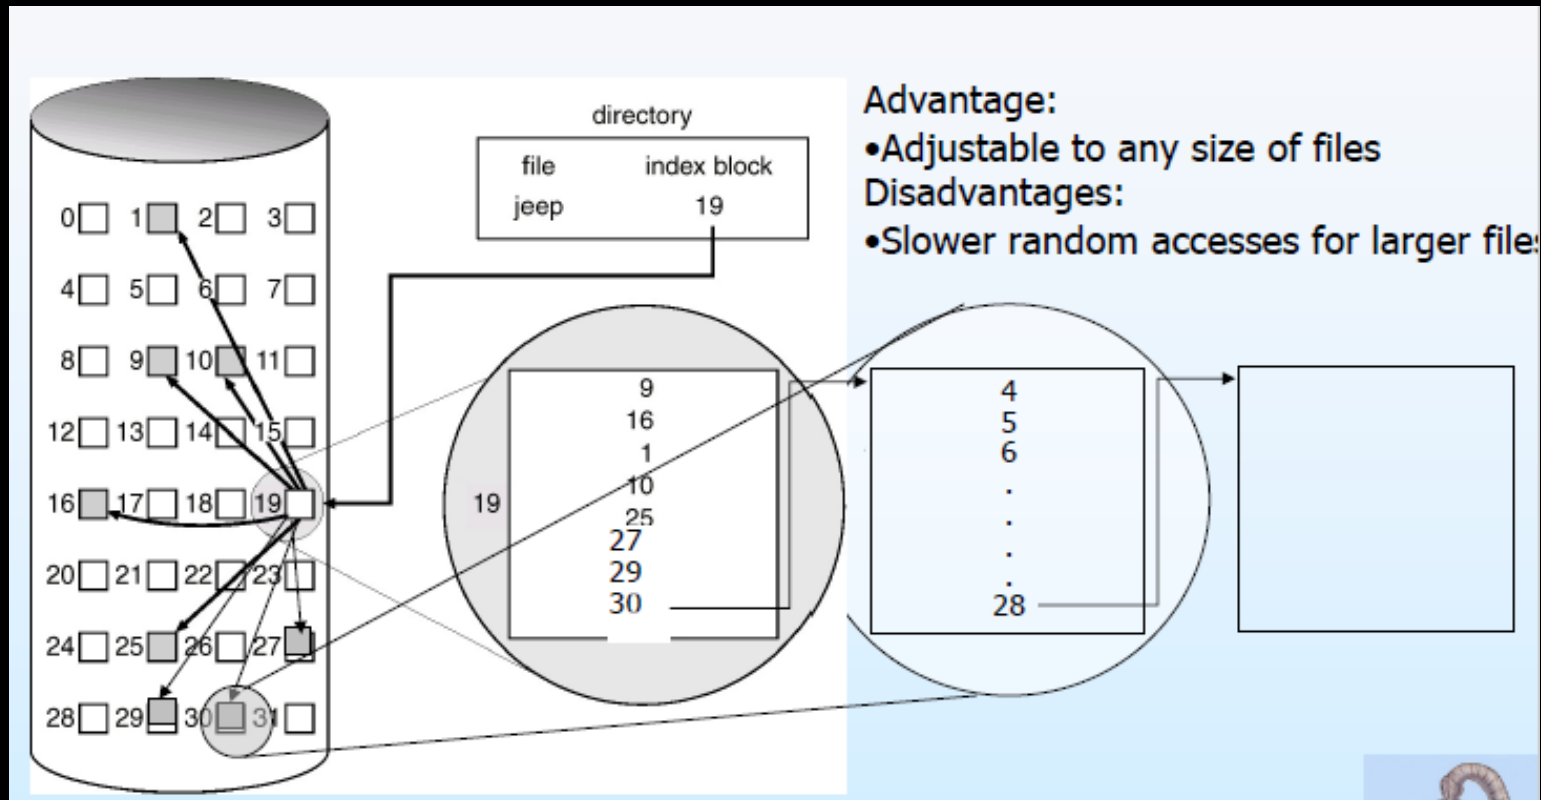 directory
file index block
jeep 19
Advantage:
•Adjustable to any size of files
Disadvantages:
•Slower random accesses for larger files
0 1 2 3
4 5 6 7
8 9 10 11
12 13 14 15
16 17 18 19
20 21 22 23
24 25 26 27
28 29 30 31
19
9
16
1
10
25
27
29
30
4
5
6
.
.
.
.
28